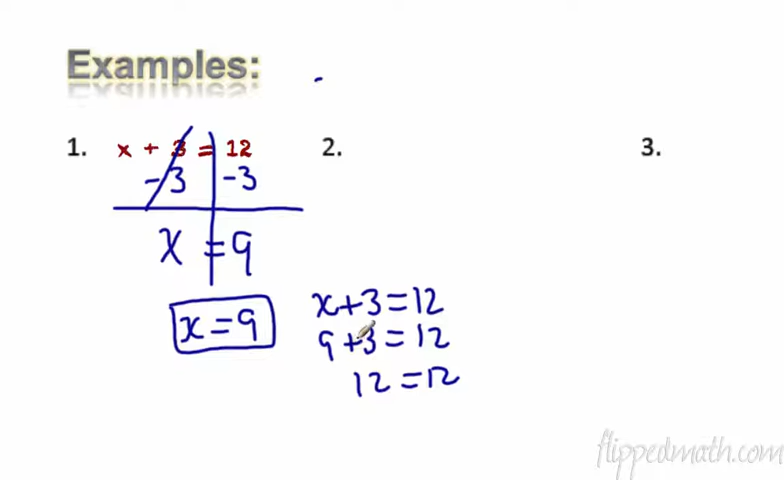 Examples:
1. x + 3 = 12 2. 3.
-3 -3
x = 9
x = 9
x + 3 = 12
9 + 3 = 12
12 = 12
flippedmath.com